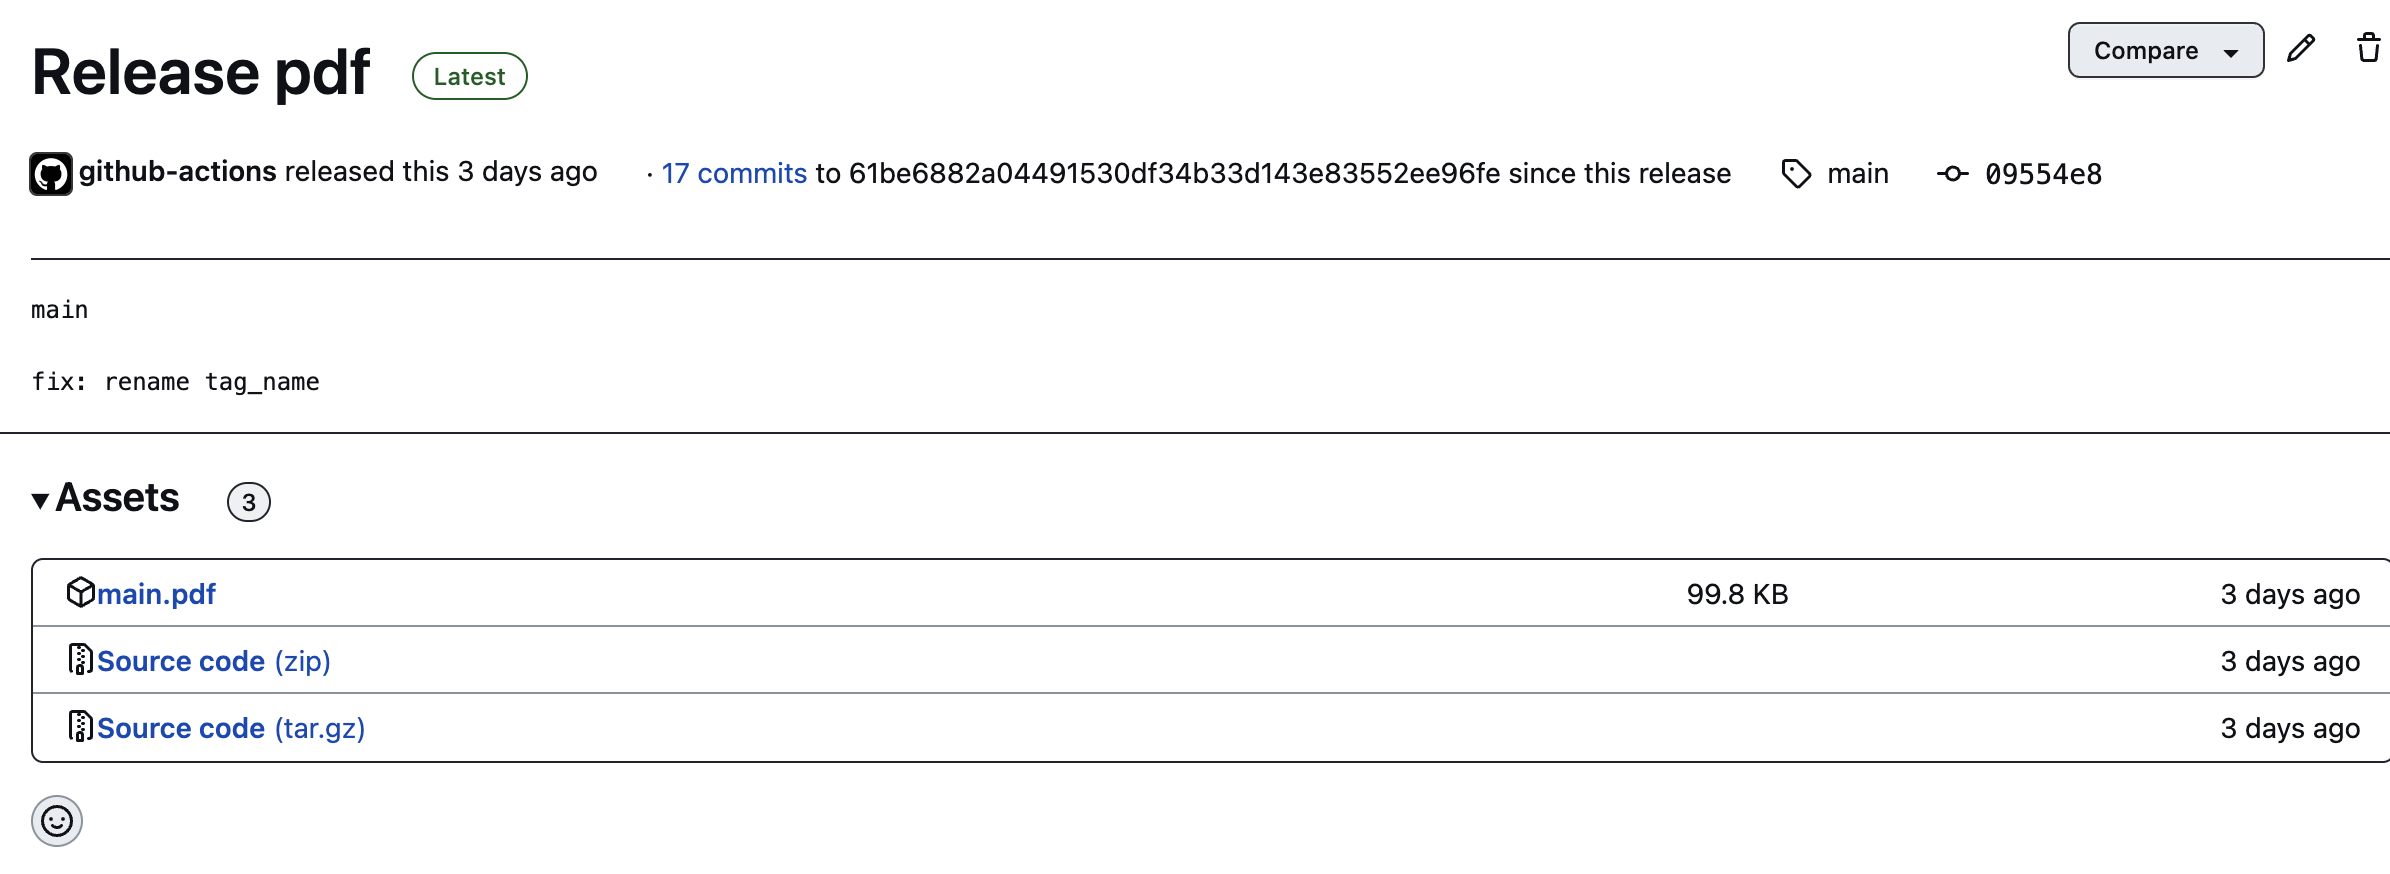 Release pdf Latest Compare
github-actions released this 3 days ago · 17 commits to 61be6882a04491530df34b33d143e83552ee96fe since this release main 09554e8
main
fix: rename tag_name
Assets 3
main.pdf 99.8 KB 3 days ago
Source code (zip) 3 days ago
Source code (tar.gz) 3 days ago